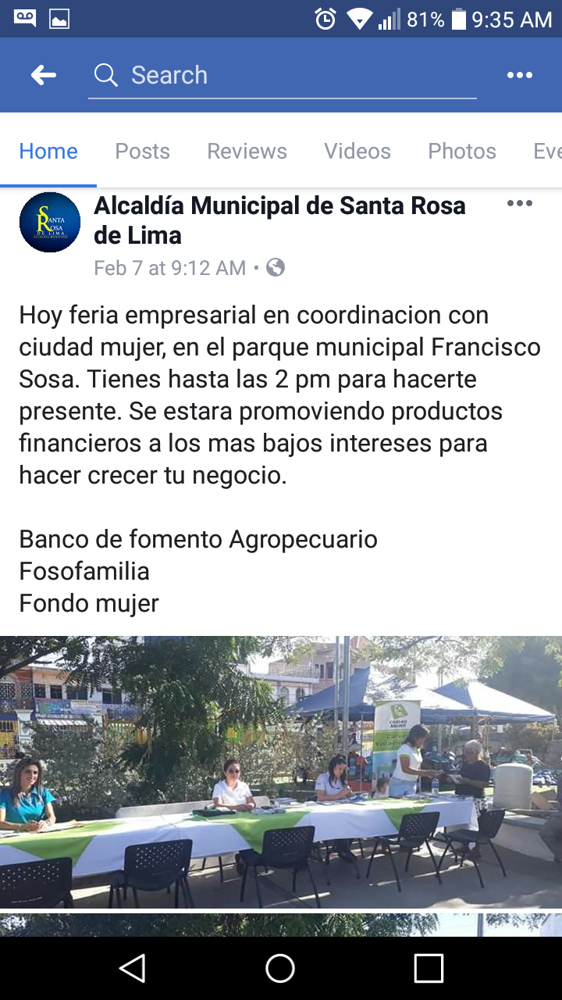 81% 9:35 AM
Search
Home Posts Reviews Videos Photos Eve
SANTA
ROSA
DE LIMA
Alcaldía Municipal de Santa Rosa
de Lima
Feb 7 at 9:12 AM •
Hoy feria empresarial en coordinacion con
ciudad mujer, en el parque municipal Francisco
Sosa. Tienes hasta las 2 pm para hacerte
presente. Se estara promoviendo productos
financieros a los mas bajos intereses para
hacer crecer tu negocio.
Banco de fomento Agropecuario
Fosofamilia
Fondo mujer
CIUDAD
MUJER